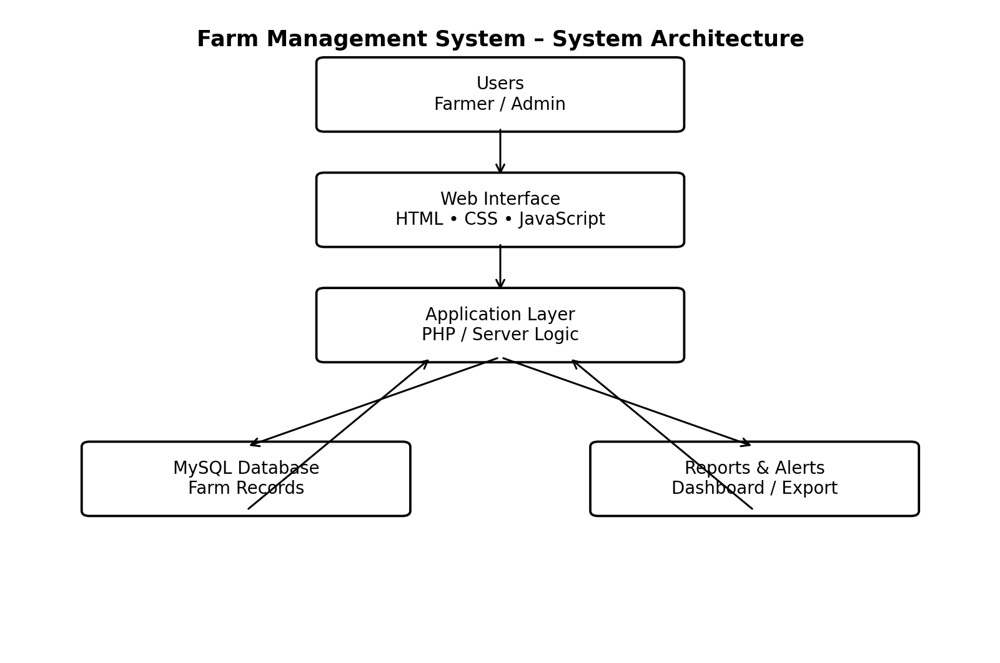 Farm Management System – System Architecture
Users
Farmer / Admin
Web Interface
HTML • CSS • JavaScript
Application Layer
PHP / Server Logic
MySQL Database
Farm Records
Reports & Alerts
Dashboard / Export